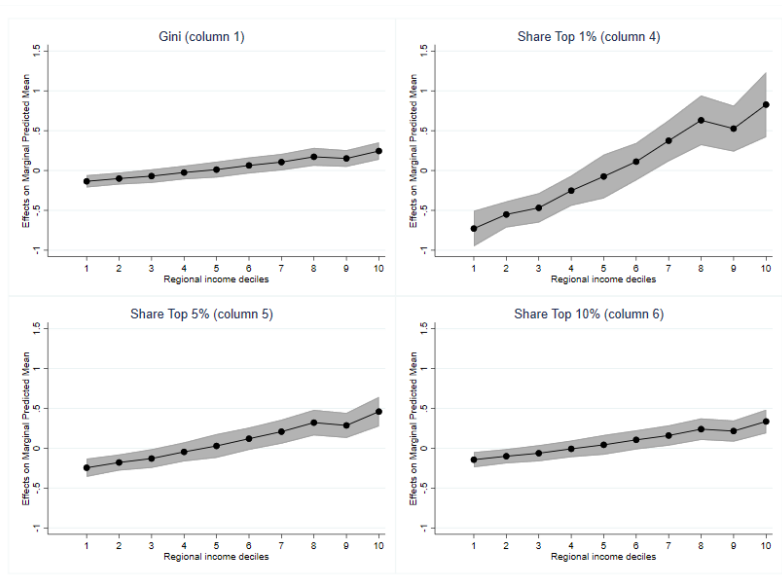 Gini (column 1)
Effects on Marginal Predicted Mean
1.5
1
.5
0
-.5
-1
1 2 3 4 5 6 7 8 9 10
Regional income deciles
Share Top 1% (column 4)
Effects on Marginal Predicted Mean
1.5
1
.5
0
-.5
-1
1 2 3 4 5 6 7 8 9 10
Regional income deciles
Share Top 5% (column 5)
Effects on Marginal Predicted Mean
1.5
1
.5
0
-.5
-1
1 2 3 4 5 6 7 8 9 10
Regional income deciles
Share Top 10% (column 6)
Effects on Marginal Predicted Mean
1.5
1
.5
0
-.5
-1
1 2 3 4 5 6 7 8 9 10
Regional income deciles